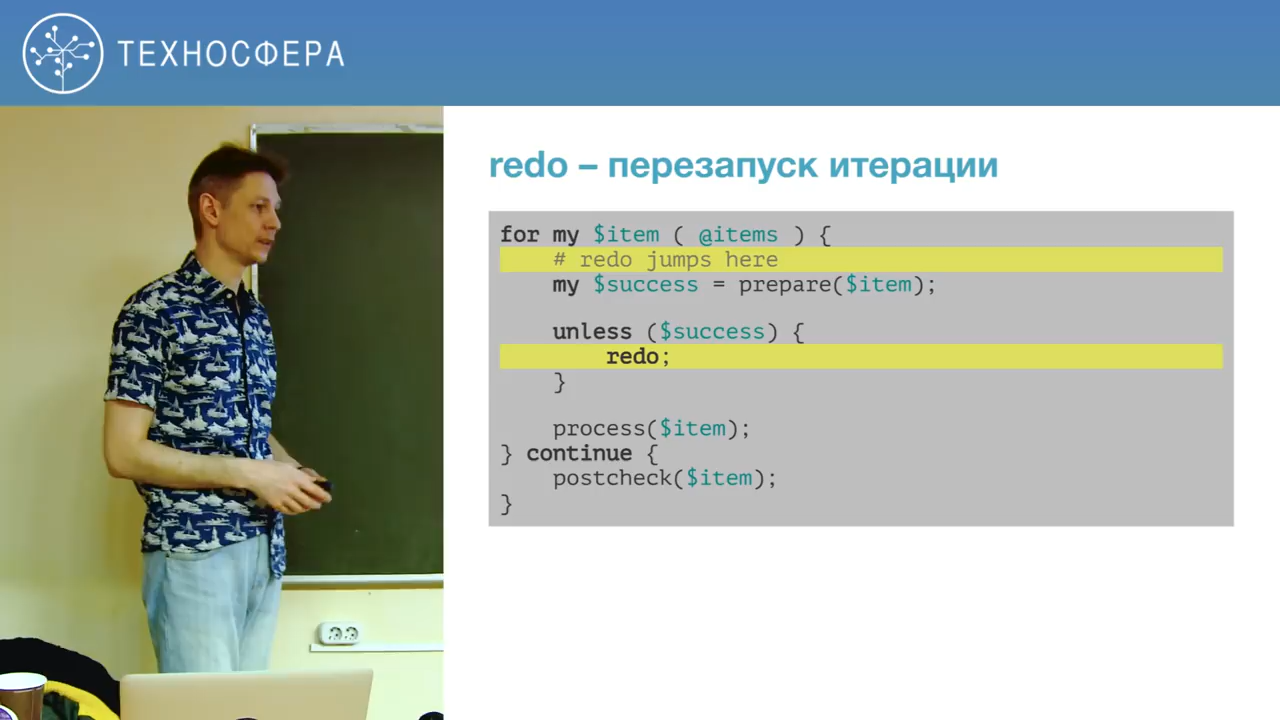 ТЕХНОСФЕРА
redo – перезапуск итерации
for my $item ( @items ) {
    # redo jumps here
    my $success = prepare($item);
    unless ($success) {
        redo;
    }
    process($item);
} continue {
    postcheck($item);
}